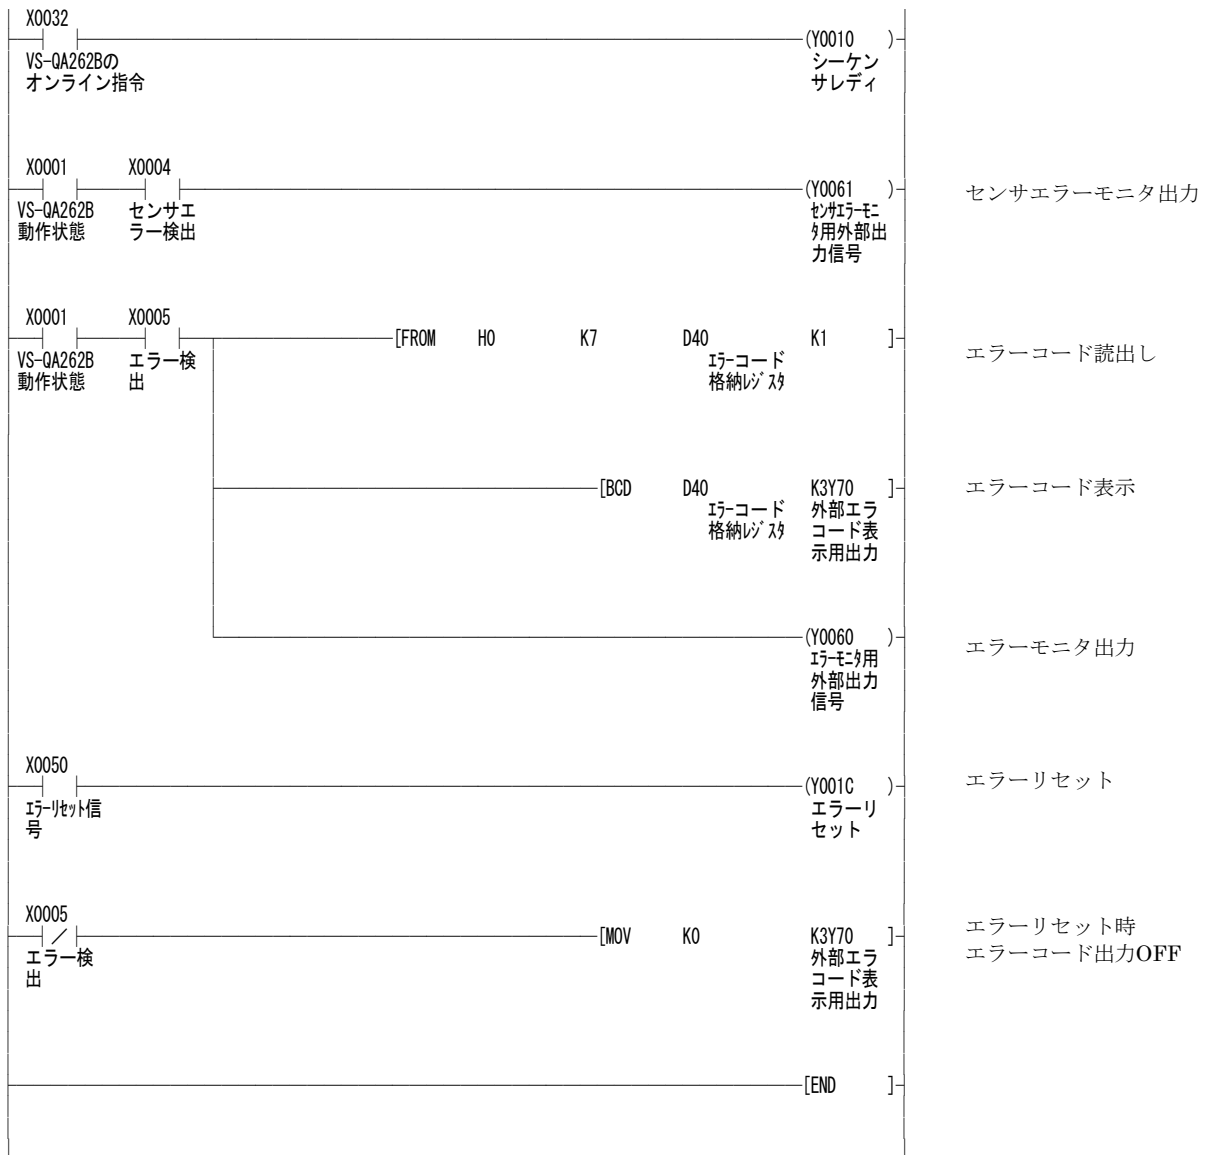 X0032
(Y0010 )
VS-QA262Bの
オンライン指令
シーケン
サレディ
X0001 X0004
(Y0061 )
センサエラーモニタ出力
VS-QA262B
動作状態
センサエ
ラー検出
ｾﾝｻｴﾗｰﾓﾆ
ﾀ用外部出
力信号
X0001 X0005
[FROM H0 K7 D40 K1 ]
エラーコード読出し
VS-QA262B
動作状態
エラー検
出
ｴﾗｰコード
格納ﾚｼﾞｽﾀ
[BCD D40 K3Y70 ]
エラーコード表示
ｴﾗｰコード
格納ﾚｼﾞｽﾀ
外部エラ
コード表
示用出力
(Y0060 )
エラーモニタ出力
ｴﾗｰﾓﾆﾀ用
外部出力
信号
X0050
(Y001C )
エラーリセット
ｴﾗｰﾘｾｯﾄ信
号
エラーリ
セット
X0005
[MOV K0 K3Y70 ]
エラーリセット時
エラーコード出力OFF
エラー検
出
外部エラ
コード表
示用出力
[END ]